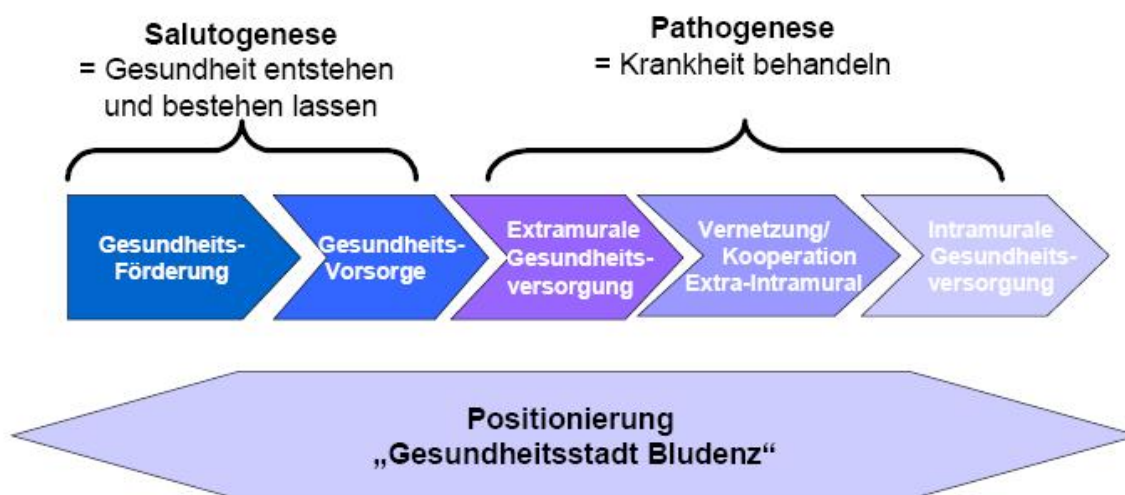 Salutogenese
= Gesundheit entstehen
und bestehen lassen
Pathogenese
= Krankheit behandeln
Gesundheits-
Förderung
Gesundheits-
Vorsorge
Extramurale
Gesundheits-
versorgung
Vernetzung/
Kooperation
Extra-Intramural
Intramurale
Gesundheits-
versorgung
Positionierung
„Gesundheitsstadt Bludenz“